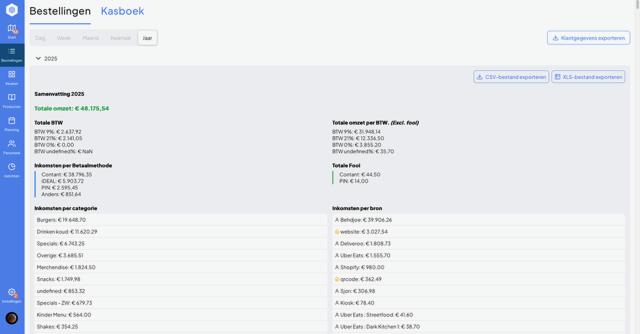 Bestellingen Kasboek
Dag Week Maand Kwartaal Jaar
Klantgegevens exporteren
2025
CSV-bestand exporteren
XLS-bestand exporteren
Samenvatting 2025
Totale omzet: € 48.175,54
Totale BTW
BTW 9%: € 2.637,92
BTW 21%: € 2.141,05
BTW 0%: € 0,00
BTW undefined%: € NaN
Totale omzet per BTW. (Excl. fooi)
BTW 9%: € 31.948,14
BTW 21%: € 12.336,50
BTW 0%: € 3.855,20
BTW undefined%: € 35,70
Inkomsten per Betaalmethode
Contant: € 38.796,35
iDEAL: € 5.903,72
PIN: € 2.595,45
Anders: € 851,64
Totale Fooi
Contant: € 44,50
PIN: € 14,00
Inkomsten per categorie
Burgers: € 19.648,70
Drinken koud: € 11.620,29
Specials: € 6.743,25
Overige: € 3.685,51
Merchendise: € 1.824,50
Snacks: € 1.749,98
undefined: € 853,32
Specials - ZW: € 679,73
Kinder Menu: € 564,00
Shakes: € 354,25
Inkomsten per bron
Behdjoe: € 39.906,26
website: € 3.027,54
Deliveroo: € 1.808,73
Uber Eats: € 1.555,70
Shopify: € 980,00
qrcode: € 362,49
Sjon: € 306,98
Kiosk: € 78,40
Uber Eats : Streetfood: € 41,60
Uber Eats : Dark Kitchen 1: € 38,70
Start
Bestellingen
Keuken
Producten
Planning
Personeel
Inzichten
Instellingen